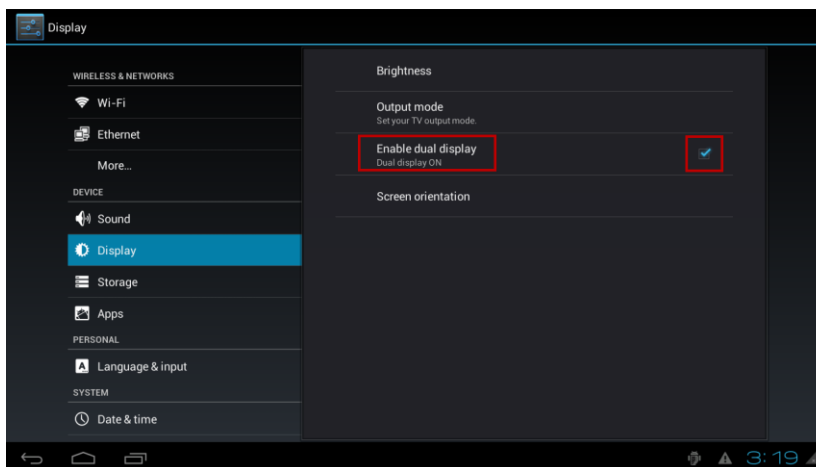 Display
WIRELESS & NETWORKS
Wi-Fi
Ethernet
More...
DEVICE
Sound
Display
Storage
Apps
PERSONAL
Language & input
SYSTEM
Date & time
Brightness
Output mode
Set your TV output mode.
Enable dual display
Dual display ON
Screen orientation
3:19